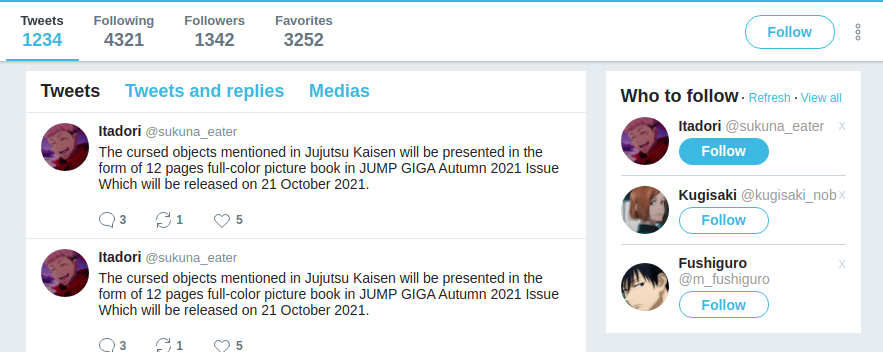 Tweets Following Followers Favorites
1234 4321 1342 3252
Follow
Tweets Tweets and replies Medias
Itadori @sukuna_eater
The cursed objects mentioned in Jujutsu Kaisen will be presented in the
form of 12 pages full-color picture book in JUMP GIGA Autumn 2021 Issue
Which will be released on 21 October 2021.
3 1 5
Itadori @sukuna_eater
The cursed objects mentioned in Jujutsu Kaisen will be presented in the
form of 12 pages full-color picture book in JUMP GIGA Autumn 2021 Issue
Which will be released on 21 October 2021.
3 1 5
Who to follow · Refresh · View all
Itadori @sukuna_eater x
Follow
Kugisaki @kugisaki_nob x
Follow
Fushiguro x
@m_fushiguro
Follow